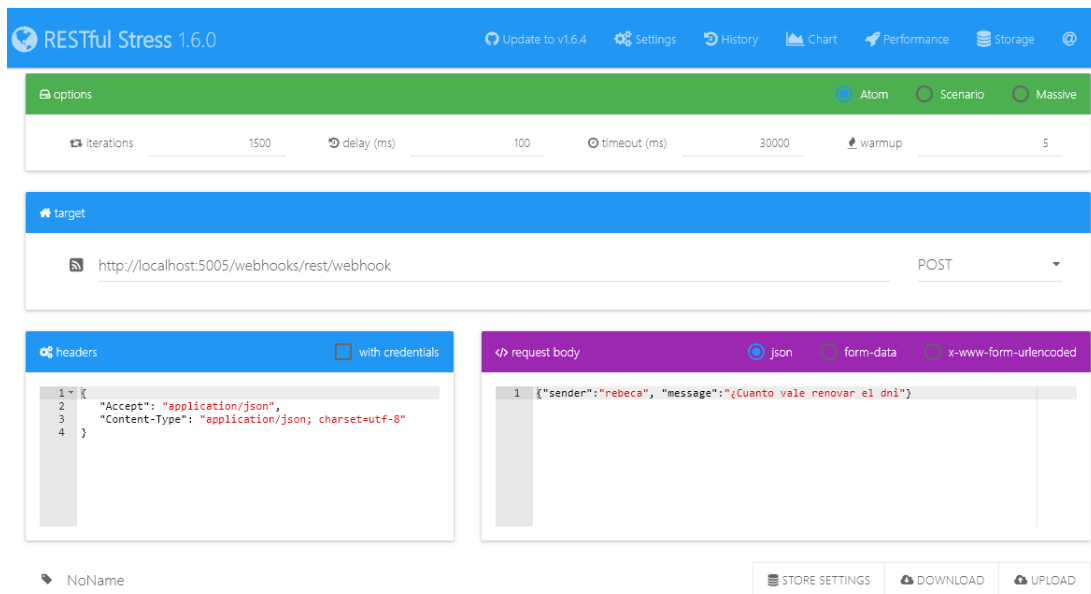 RESTful Stress 1.6.0 Update to v1.6.4 Settings History Chart Performance Storage @
options Atom Scenario Massive
iterations 1500 delay (ms) 100 timeout (ms) 30000 warmup 5
target
http://localhost:5005/webhooks/rest/webhook POST
headers with credentials
1 {
2 "Accept": "application/json",
3 "Content-Type": "application/json; charset=utf-8"
4 }
</> request body json form-data x-www-form-urlencoded
1 {"sender":"rebeca", "message":"¿Cuanto vale renovar el dni"}
NoName STORE SETTINGS DOWNLOAD UPLOAD